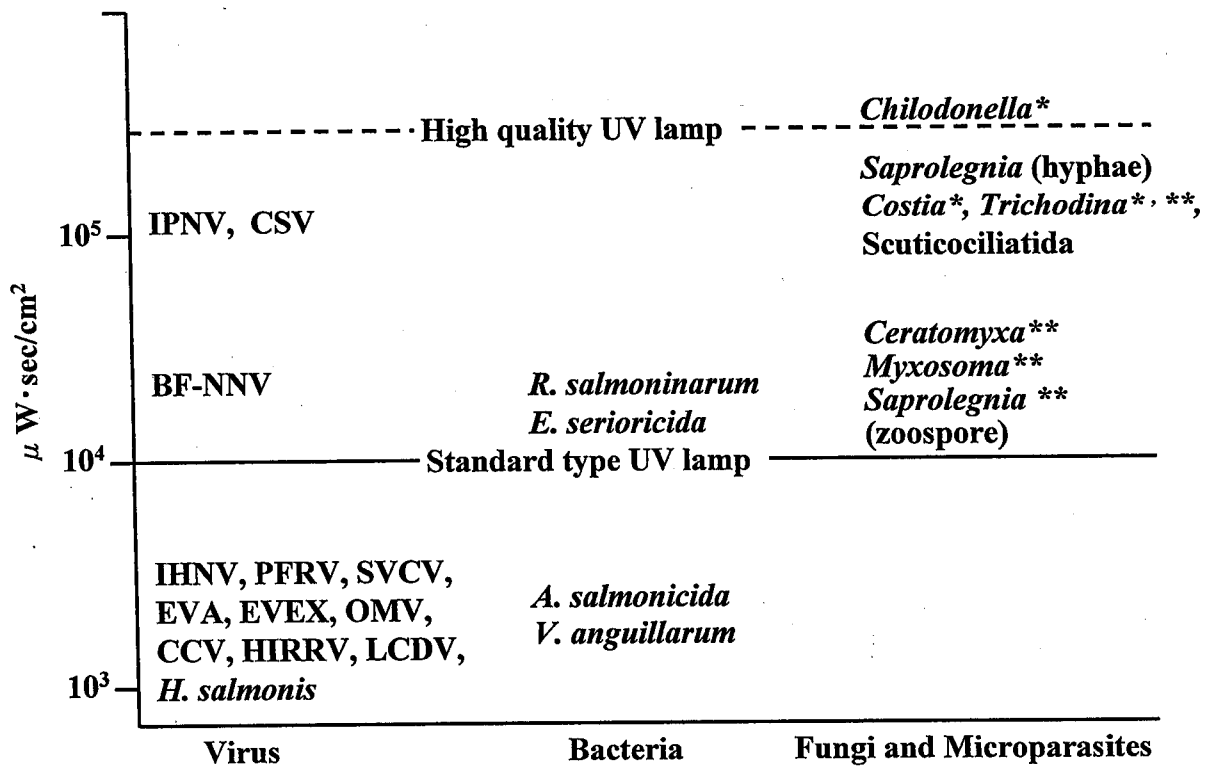 Chilodonella*
High quality UV lamp
Saprolegnia (hyphae)
Costia*, Trichodina*, **,
Scuticociliatida
10⁵
IPNV, CSV
μ W·sec/cm²
Ceratomyxa**
Myxosoma**
Saprolegnia **
(zoospore)
BF-NNV
R. salmoninarum
E. serioricida
10⁴
Standard type UV lamp
IHNV, PFRV, SVCV,
EVA, EVEX, OMV,
CCV, HIRRV, LCDV,
H. salmonis
A. salmonicida
V. anguillarum
10³
Virus
Bacteria
Fungi and Microparasites